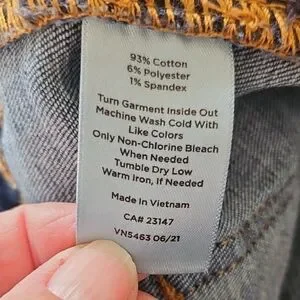 93% Cotton
6% Polyester
1% Spandex
Turn Garment Inside Out
Machine Wash Cold With
Like Colors
Only Non-Chlorine Bleach
When Needed
Tumble Dry Low
Warm Iron, If Needed
Made In Vietnam
CA# 23147
VN5463 06/21